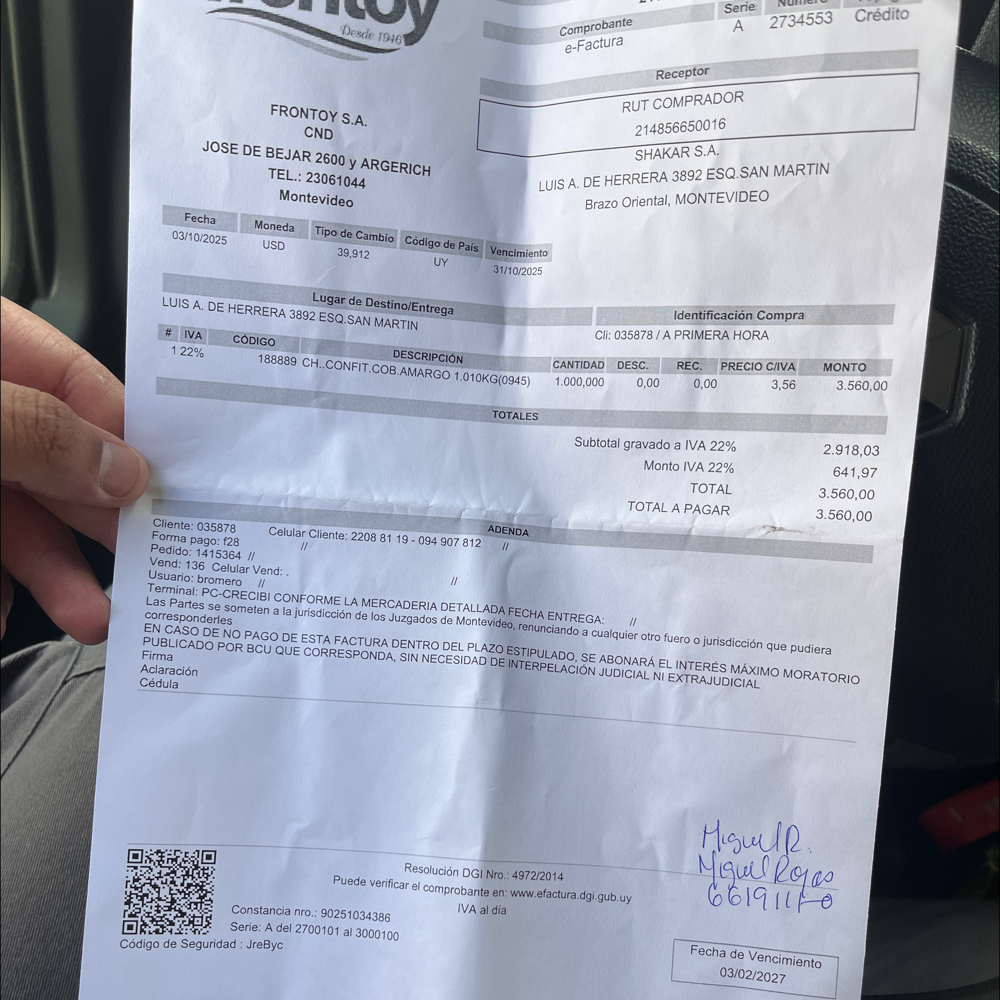 Frontoy
Desde 1946
Comprobante Serie Número
e-Factura A 2734553 Crédito
Receptor
RUT COMPRADOR
214856650016
SHAKAR S.A.
LUIS A. DE HERRERA 3892 ESQ.SAN MARTIN
Brazo Oriental, MONTEVIDEO
FRONTOY S.A.
CND
JOSE DE BEJAR 2600 y ARGERICH
TEL.: 23061044
Montevideo
Fecha Moneda Tipo de Cambio Código de País Vencimiento
03/10/2025 USD 39,912 UY 31/10/2025
Lugar de Destino/Entrega
LUIS A. DE HERRERA 3892 ESQ.SAN MARTIN
Identificación Compra
Cli: 035878 / A PRIMERA HORA
# IVA CÓDIGO DESCRIPCIÓN CANTIDAD DESC. REC. PRECIO C/IVA MONTO
1 22% 188889 CH..CONFIT.COB.AMARGO 1.010KG(0945) 1.000,000 0,00 0,00 3,56 3.560,00
TOTALES
Subtotal gravado a IVA 22% 2.918,03
Monto IVA 22% 641,97
TOTAL 3.560,00
TOTAL A PAGAR 3.560,00
ADENDA
Cliente: 035878 Celular Cliente: 2208 81 19 - 094 907 812 //
Forma pago: f28 //
Pedido: 1415364 //
Vend: 136 Celular Vend: . //
Usuario: bromero //
Terminal: PC-CRECIBI CONFORME LA MERCADERIA DETALLADA FECHA ENTREGA: //
Las Partes se someten a la jurisdicción de los Juzgados de Montevideo, renunciando a cualquier otro fuero o jurisdicción que pudiera
corresponderles
EN CASO DE NO PAGO DE ESTA FACTURA DENTRO DEL PLAZO ESTIPULADO, SE ABONARÁ EL INTERÉS MÁXIMO MORATORIO
PUBLICADO POR BCU QUE CORRESPONDA, SIN NECESIDAD DE INTERPELACIÓN JUDICIAL NI EXTRAJUDICIAL
Firma
Aclaración
Cédula
Miguel R.
Miguel Rojas
Resolución DGI Nro.: 4972/2014
Puede verificar el comprobante en: www.efactura.dgi.gub.uy
IVA al día
Constancia nro.: 90251034386
Serie: A del 2700101 al 3000100
Código de Seguridad : JreByc
Fecha de Vencimiento
03/02/2027